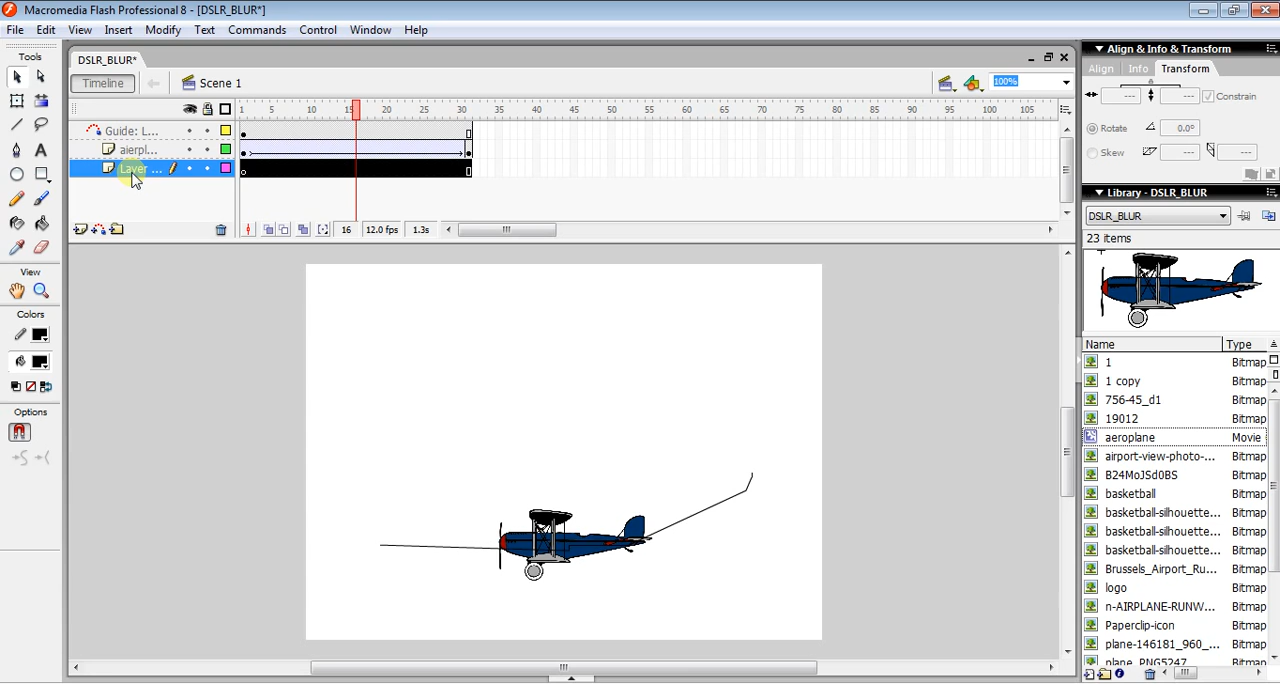 Macromedia Flash Professional 8 - [DSLR_BLUR*]
File Edit View Insert Modify Text Commands Control Window Help
Tools
DSLR_BLUR*
Timeline
Scene 1
100%
1 5 10 15 20 25 30 35 40 45 50 55 60 65 70 75 80 85 90 95 100 105
Guide: L...
aierpl...
Layer ...
16 12.0 fps 1.3s
View
Colors
Options
Align & Info & Transform
Align Info Transform
Constrain
Rotate 0.0°
Skew
Library - DSLR_BLUR
DSLR_BLUR
23 items
Name Type
1 Bitmap
1 copy Bitmap
756-45_d1 Bitmap
19012 Bitmap
aeroplane Movie
airport-view-photo-... Bitmap
B24MoJSd0BS Bitmap
basketball Bitmap
basketball-silhouette... Bitmap
basketball-silhouette... Bitmap
basketball-silhouette... Bitmap
Brussels_Airport_Ru... Bitmap
logo Bitmap
n-AIRPLANE-RUNW... Bitmap
Paperclip-icon Bitmap
plane-146181_960_... Bitmap
plane_PNG5247 Bitmap